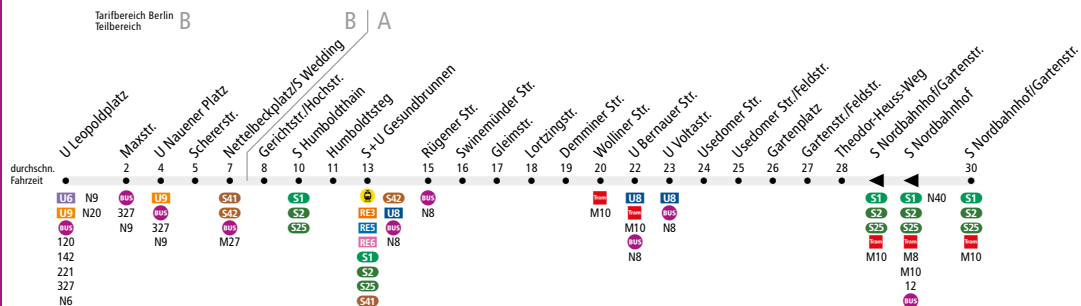 Tarifbereich Berlin
Teilbereich
B
B
A
U Leopoldplatz
Maxstr.
U Nauener Platz
Schererstr.
Nettelbeckplatz/S Wedding
Gerichtstr./Hochstr.
S Humboldthain
Humboldtsteg
S+U Gesundbrunnen
Rügener Str.
Swinemünder Str.
Gleimstr.
Lortzingstr.
Demminer Str.
Wolliner Str.
U Bernauer Str.
U Voltastr.
Usedomer Str.
Usedomer Str./Feldstr.
Gartenplatz
Gartenstr./Feldstr.
Theodor-Heuss-Weg
S Nordbahnhof/Gartenstr.
S Nordbahnhof
S Nordbahnhof/Gartenstr.
durchschn.
Fahrzeit
2 4 5 7 8 10 11 13 15 16 17 18 19 20 22 23 24 25 26 27 28 30
U6 N9
U9 N20
BUS
120
142
221
327
N6
BUS
327
N9
U9
BUS
327
N9
S41
S42
BUS
M27
S1
S2
S25
RE3
RE5
RE6
S1
S2
S25
S41
S42
U8
BUS
N8
BUS
N8
Tram
M10
U8
Tram
M10
BUS
N8
U8
BUS
N8
S1
S2
S25
Tram
M10
S1
S2
S25
Tram
M8
M10
12
BUS
N40
S1
S2
S25
Tram
M10